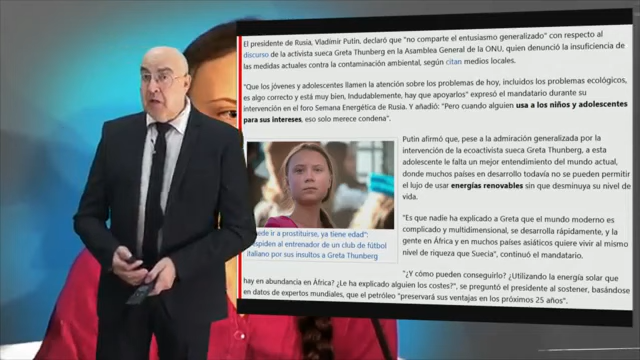 El presidente de Rusia, Vladímir Putin, declaró que "no comparte el entusiasmo generalizado" con respecto al
discurso de la activista sueca Greta Thunberg en la Asamblea General de la ONU, quien denunció la insuficiencia de
las medidas actuales contra la contaminación ambiental, según citan medios locales.
"Que los jóvenes y adolescentes llamen la atención sobre los problemas de hoy, incluidos los problemas ecológicos,
es algo correcto y está muy bien, Indudablemente, hay que apoyarlos" expresó el mandatario durante su
intervención en el foro Semana Energética de Rusia. Y añadió: "Pero cuando alguien usa a los niños y adolescentes
para sus intereses, eso solo merece condena".
Putin afirmó que, pese a la admiración generalizada por la
intervención de la ecoactivista sueca Greta Thunberg, a esta
adolescente le falta un mejor entendimiento del mundo actual,
donde muchos países en desarrollo todavía no se pueden permitir
el lujo de usar energías renovables sin que desminuya su nivel de
vida.
"Es que nadie ha explicado a Greta que el mundo moderno es
complicado y multidimensional, se desarrolla rápidamente, y la
gente en África y en muchos países asiáticos quiere vivir al mismo
nivel de riqueza que Suecia", continuó el mandatario.
ir a prostituirse, ya tiene edad":
piden al entrenador de un club de fútbol
italiano por sus insultos a Greta Thunberg
"¿Y cómo pueden conseguirlo? ¿Utilizando la energía solar que
hay en abundancia en África? ¿Le ha explicado alguien los costes?", se preguntó el presidente al sostener, basándose
en datos de expertos mundiales, que el petróleo "preservará sus ventajas en los próximos 25 años".